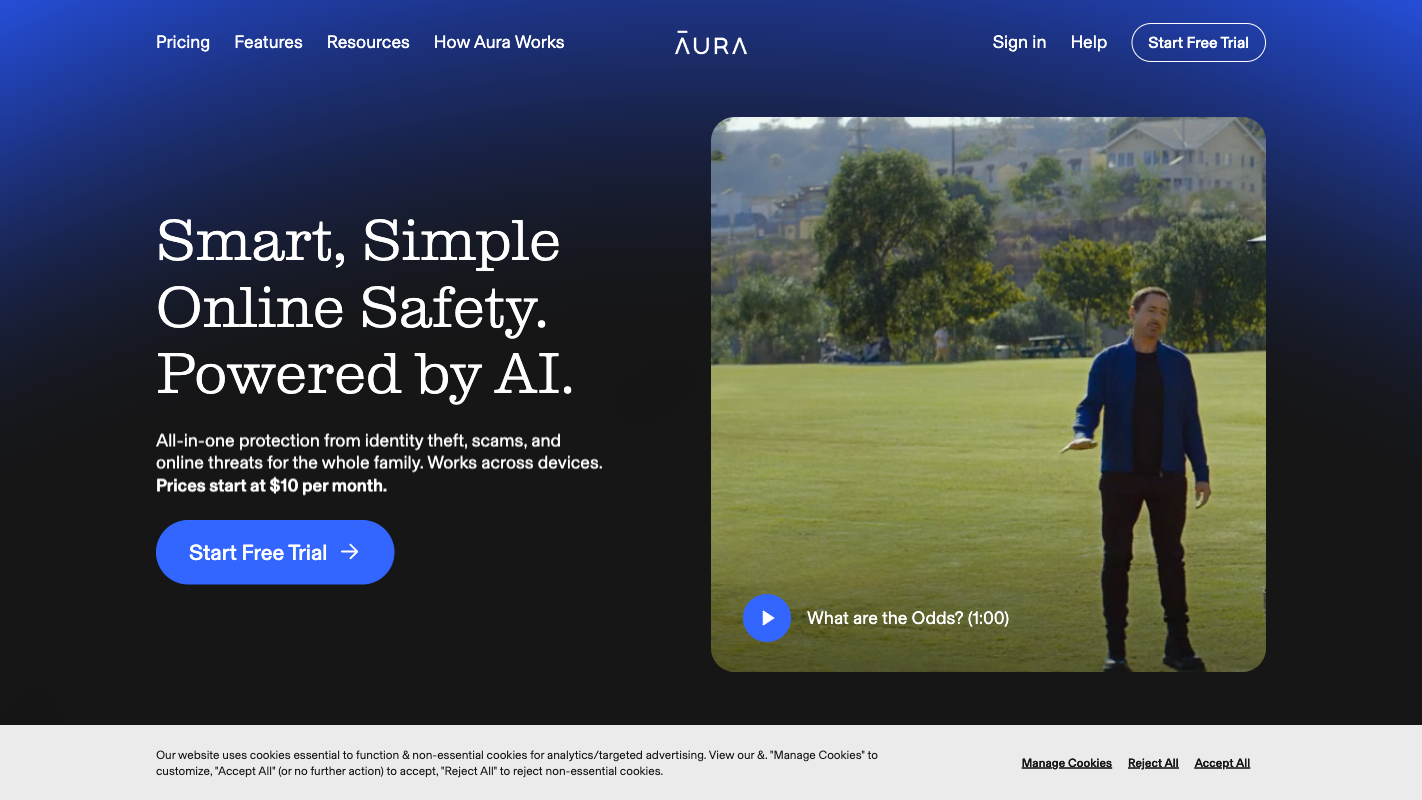 Pricing Features Resources How Aura Works ĀURA Sign in Help Start Free Trial
Smart, Simple
Online Safety.
Powered by AI.
All-in-one protection from identity theft, scams, and
online threats for the whole family. Works across devices.
Prices start at $10 per month.
Start Free Trial →
What are the Odds? (1:00)
Our website uses cookies essential to function & non-essential cookies for analytics/targeted advertising. View our &. "Manage Cookies" to
customize, "Accept All" (or no further action) to accept, "Reject All" to reject non-essential cookies.
Manage Cookies Reject All Accept All